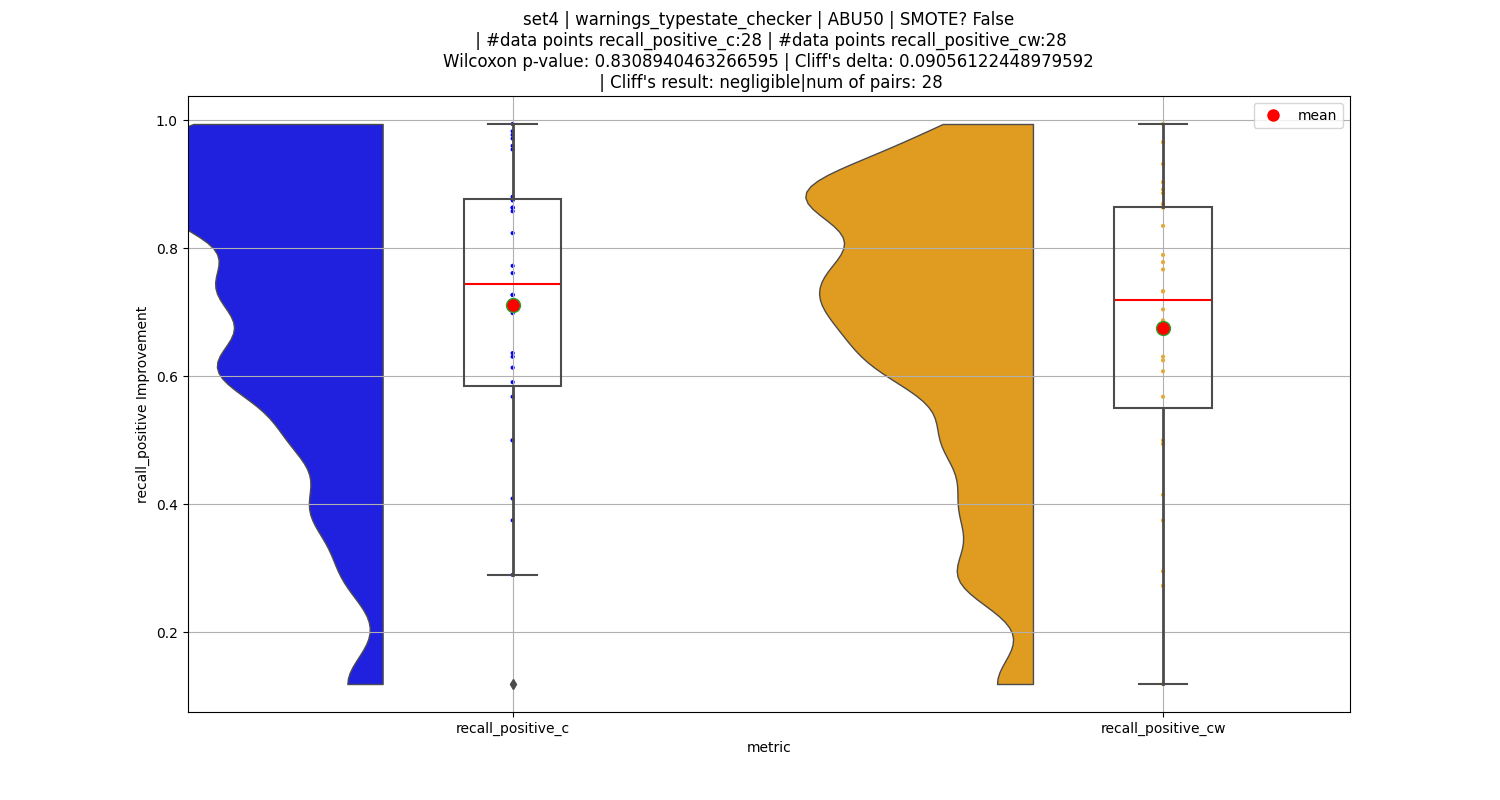 set4 | warnings_typestate_checker | ABU50 | SMOTE? False
| #data points recall_positive_c:28 | #data points recall_positive_cw:28
Wilcoxon p-value: 0.8308940463266595 | Cliff's delta: 0.09056122448979592
| Cliff's result: negligible|num of pairs: 28
mean
1.0
0.8
0.6
0.4
0.2
recall_positive Improvement
recall_positive_c
recall_positive_cw
metric